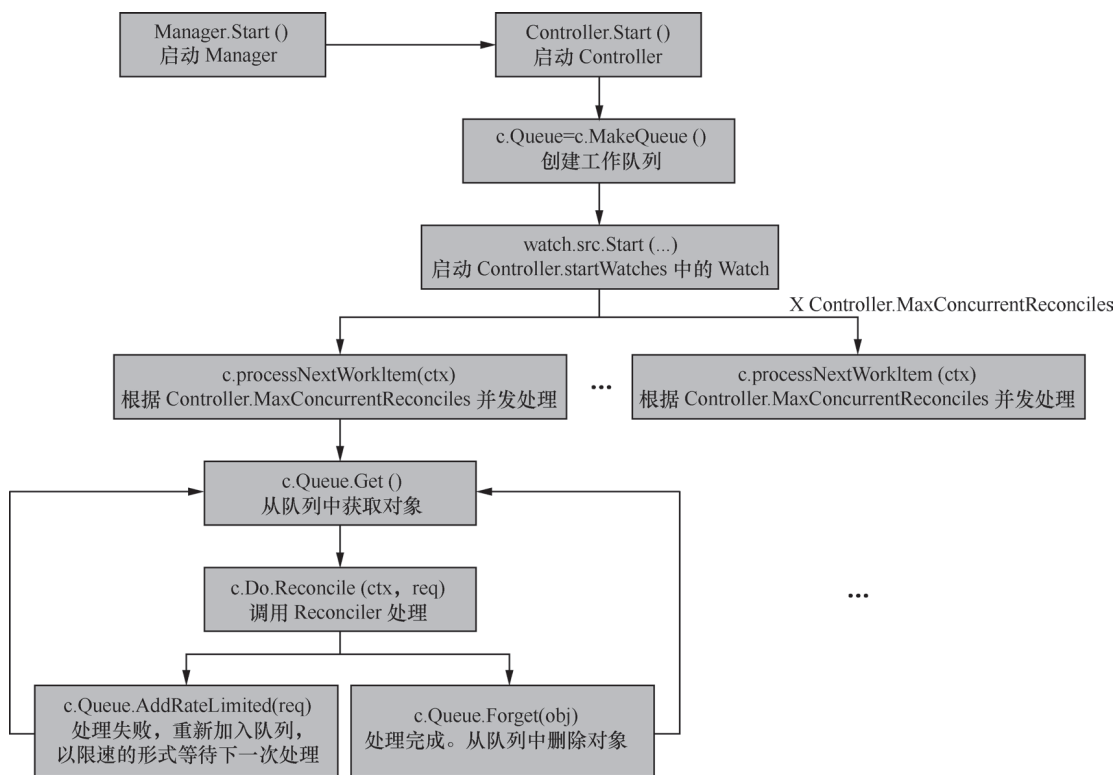 Manager.Start ()
启动 Manager
Controller.Start ()
启动 Controller
c.Queue=c.MakeQueue ()
创建工作队列
watch.src.Start (...)
启动 Controller.startWatches 中的 Watch
X Controller.MaxConcurrentReconciles
c.processNextWorkItem(ctx)
根据 Controller.MaxConcurrentReconciles 并发处理
...
c.processNextWorkItem (ctx)
根据 Controller.MaxConcurrentReconciles 并发处理
c.Queue.Get ()
从队列中获取对象
c.Do.Reconcile (ctx，req)
调用 Reconciler 处理
...
c.Queue.AddRateLimited(req)
处理失败，重新加入队列，
以限速的形式等待下一次处理
c.Queue.Forget(obj)
处理完成。从队列中删除对象